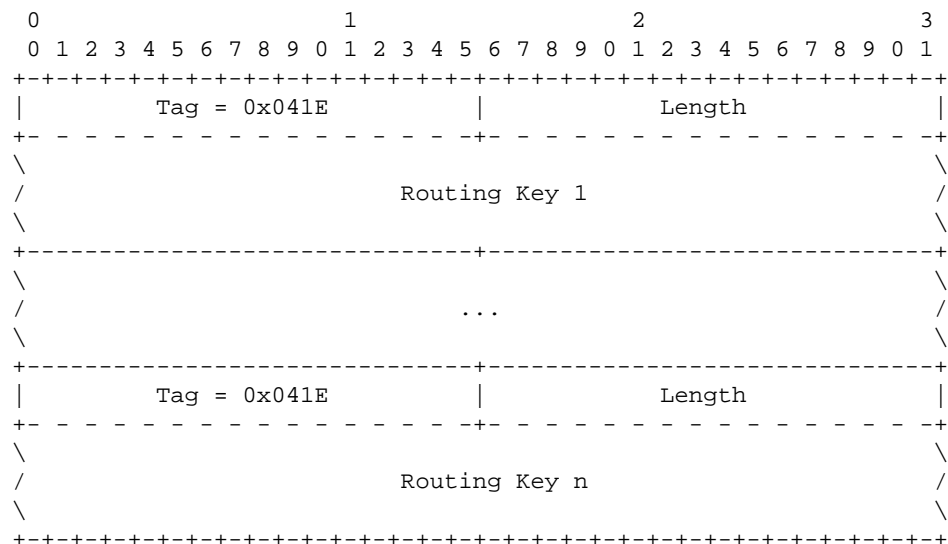 0                   1                   2                   3
0 1 2 3 4 5 6 7 8 9 0 1 2 3 4 5 6 7 8 9 0 1 2 3 4 5 6 7 8 9 0 1
+-+-+-+-+-+-+-+-+-+-+-+-+-+-+-+-+-+-+-+-+-+-+-+-+-+-+-+-+-+-+-+-+
|         Tag = 0x041E          |            Length             |
+- - - - - - - - - - - - - - - -+- - - - - - - - - - - - - - - -+
\                                                               \
/                          Routing Key 1                        /
\                                                               \
+-------------------------------+-------------------------------+
\                                                               \
/                              ...                              /
\                                                               \
+-------------------------------+-------------------------------+
|         Tag = 0x041E          |            Length             |
+- - - - - - - - - - - - - - - -+- - - - - - - - - - - - - - - -+
\                                                               \
/                          Routing Key n                        /
\                                                               \
+-+-+-+-+-+-+-+-+-+-+-+-+-+-+-+-+-+-+-+-+-+-+-+-+-+-+-+-+-+-+-+-+